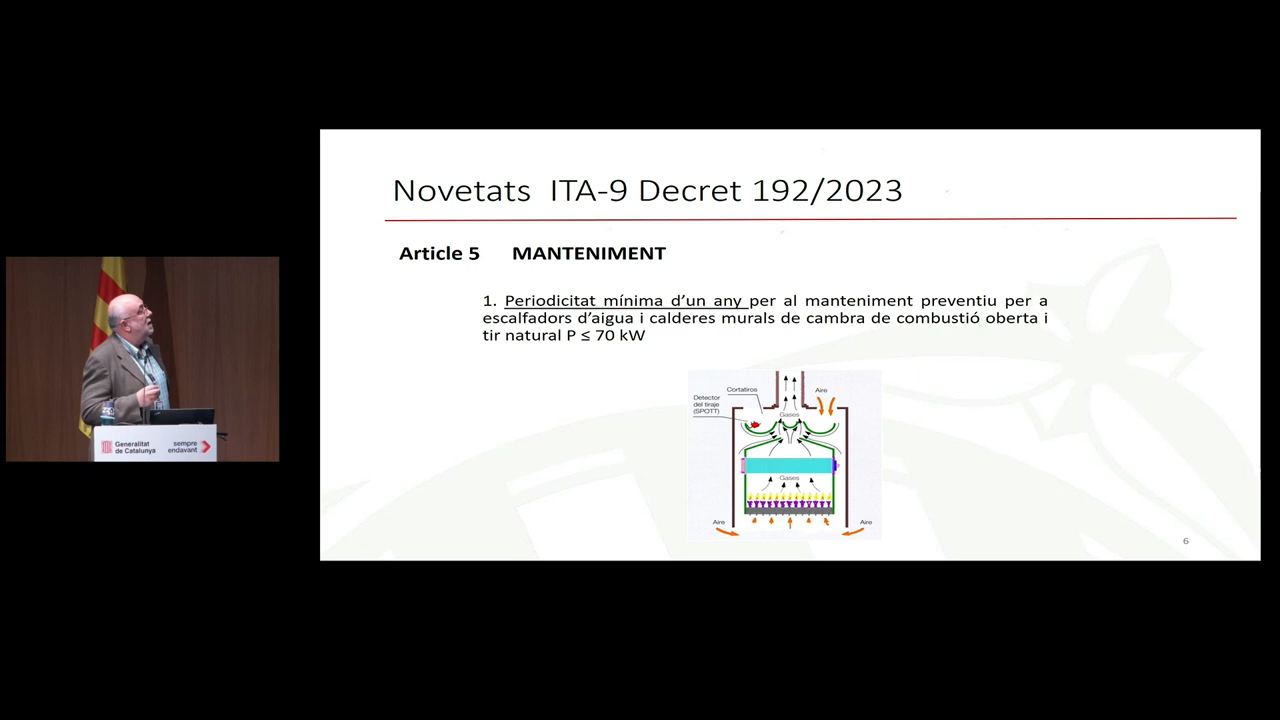 Novetats ITA-9 Decret 192/2023
Article 5 MANTENIMENT
1. Periodicitat mínima d'un any per al manteniment preventiu per a
escalfadors d'aigua i calderes murals de cambra de combustió oberta i
tir natural P ≤ 70 kW
Cortatiros
Aire
Detector
del tiraje
(SPOTT)
Gases
Gases
Aire
Aire
6
Generalitat
de Catalunya
sempre
endavant